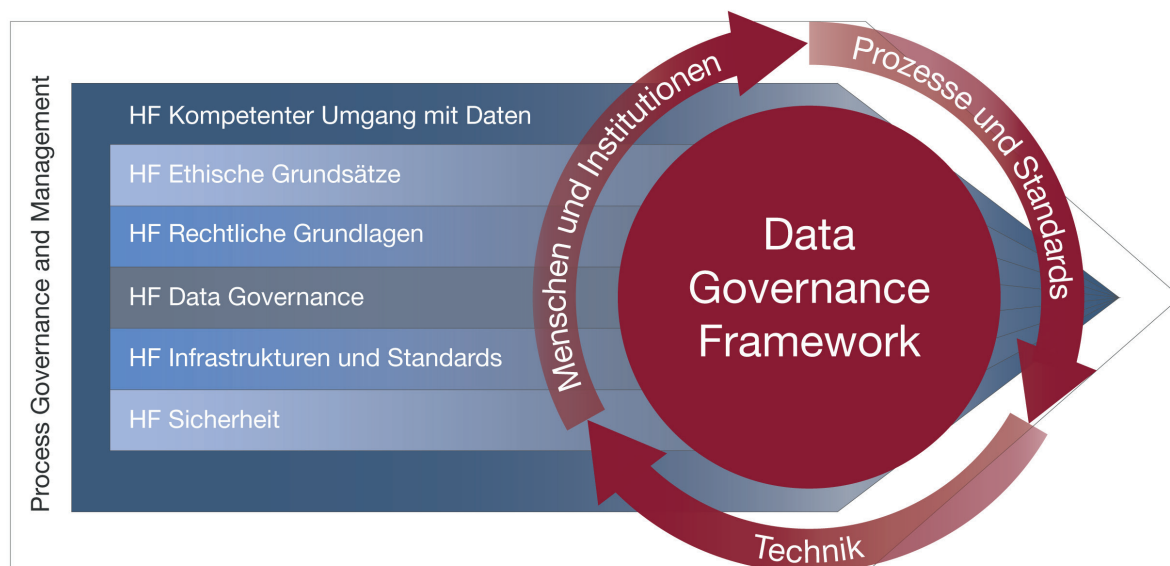 Process Governance and Management
HF Kompetenter Umgang mit Daten
HF Ethische Grundsätze
HF Rechtliche Grundlagen
HF Data Governance
HF Infrastrukturen und Standards
HF Sicherheit
Menschen und Institutionen
Prozesse und Standards
Technik
Data
Governance
Framework